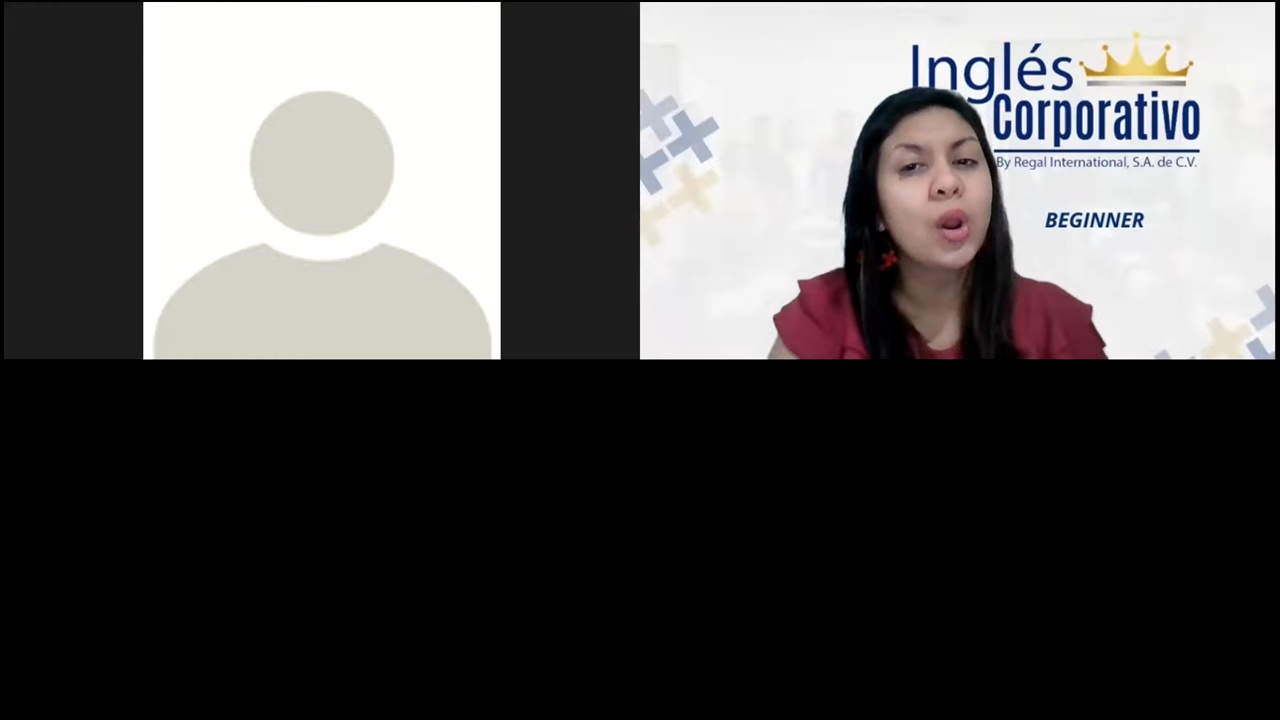 Inglés
Corporativo
By Regal International, S.A. de C.V.
BEGINNER